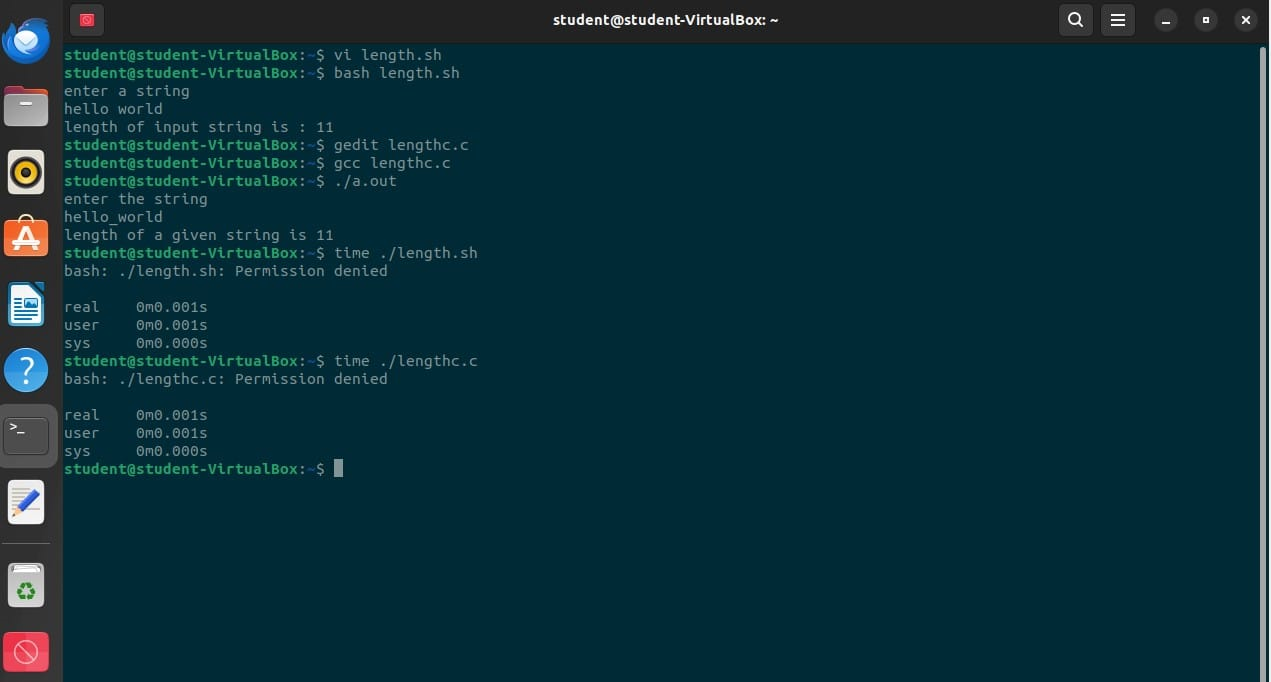 student@student-VirtualBox: ~
student@student-VirtualBox:~$ vi length.sh
student@student-VirtualBox:~$ bash length.sh
enter a string
hello world
length of input string is : 11
student@student-VirtualBox:~$ gedit lengthc.c
student@student-VirtualBox:~$ gcc lengthc.c
student@student-VirtualBox:~$ ./a.out
enter the string
hello_world
length of a given string is 11
student@student-VirtualBox:~$ time ./length.sh
bash: ./length.sh: Permission denied
real 0m0.001s
user 0m0.001s
sys 0m0.000s
student@student-VirtualBox:~$ time ./lengthc.c
bash: ./lengthc.c: Permission denied
real 0m0.001s
user 0m0.001s
sys 0m0.000s
student@student-VirtualBox:~$